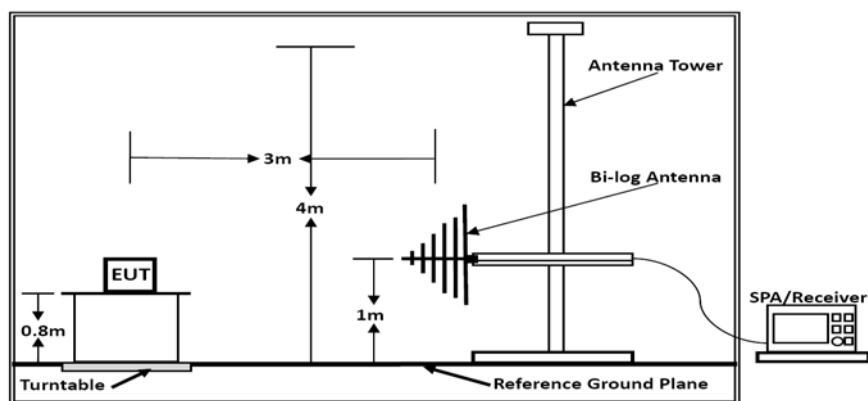 Antenna Tower
3m
Bi-log Antenna
4m
EUT
SPA/Receiver
0.8m
1m
Turntable
Reference Ground Plane